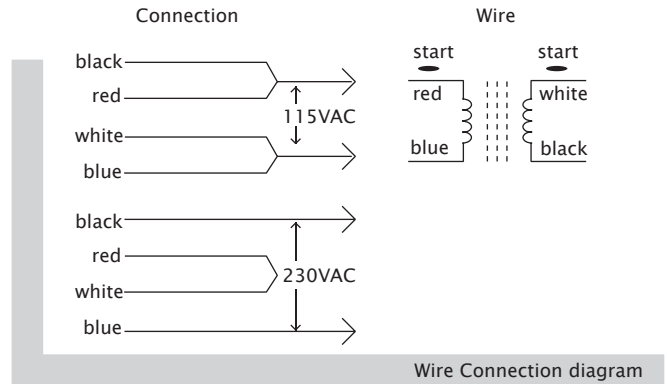 Connection
black
red
115VAC
white
blue
black
red
230VAC
white
blue
Wire
start start
red white
blue black
Wire Connection diagram